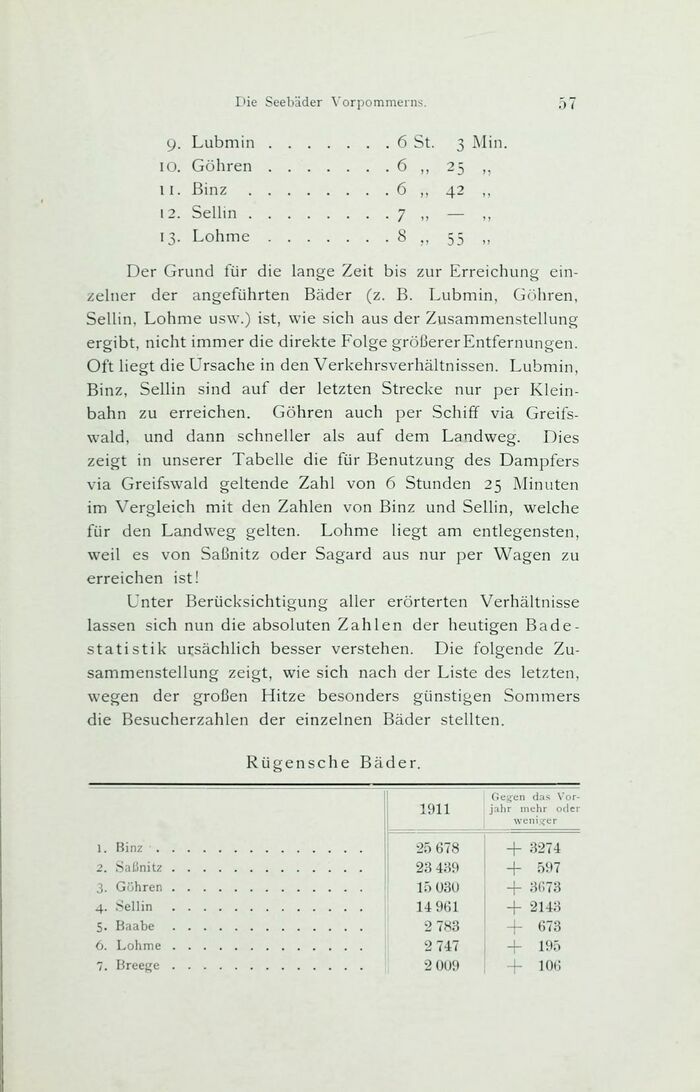 Die Seebäder Vorpommerns. 57
9. Lubmin . . . . . . . 6 St. 3 Min.
10. Göhren . . . . . . . 6 „ 25 „
11. Binz . . . . . . . . 6 „ 42 „
12. Sellin . . . . . . . . 7 „ — „
13. Lohme . . . . . . . 8 „ 55 „
Der Grund für die lange Zeit bis zur Erreichung ein-
zelner der angeführten Bäder (z. B. Lubmin, Göhren,
Sellin, Lohme usw.) ist, wie sich aus der Zusammenstellung
ergibt, nicht immer die direkte Folge größerer Entfernungen.
Oft liegt die Ursache in den Verkehrsverhältnissen. Lubmin,
Binz, Sellin sind auf der letzten Strecke nur per Klein-
bahn zu erreichen. Göhren auch per Schiff via Greifs-
wald, und dann schneller als auf dem Landweg. Dies
zeigt in unserer Tabelle die für Benutzung des Dampfers
via Greifswald geltende Zahl von 6 Stunden 25 Minuten
im Vergleich mit den Zahlen von Binz und Sellin, welche
für den Landweg gelten. Lohme liegt am entlegensten,
weil es von Saßnitz oder Sagard aus nur per Wagen zu
erreichen ist!
Unter Berücksichtigung aller erörterten Verhältnisse
lassen sich nun die absoluten Zahlen der heutigen Bade-
statistik ursächlich besser verstehen. Die folgende Zu-
sammenstellung zeigt, wie sich nach der Liste des letzten,
wegen der großen Hitze besonders günstigen Sommers
die Besucherzahlen der einzelnen Bäder stellten.
Rügensche Bäder.
1911
Gegen das Vor-
jahr mehr oder
weniger
1. Binz . . . . . . . . . . . . . 25 678 + 3274
2. Saßnitz . . . . . . . . . . . . 23 439 + 597
3. Göhren . . . . . . . . . . . . 15 030 + 3673
4. Sellin . . . . . . . . . . . . 14 961 + 2143
5. Baabe . . . . . . . . . . . . 2 783 + 673
6. Lohme . . . . . . . . . . . . 2 747 + 195
7. Breege . . . . . . . . . . . . 2 009 + 106